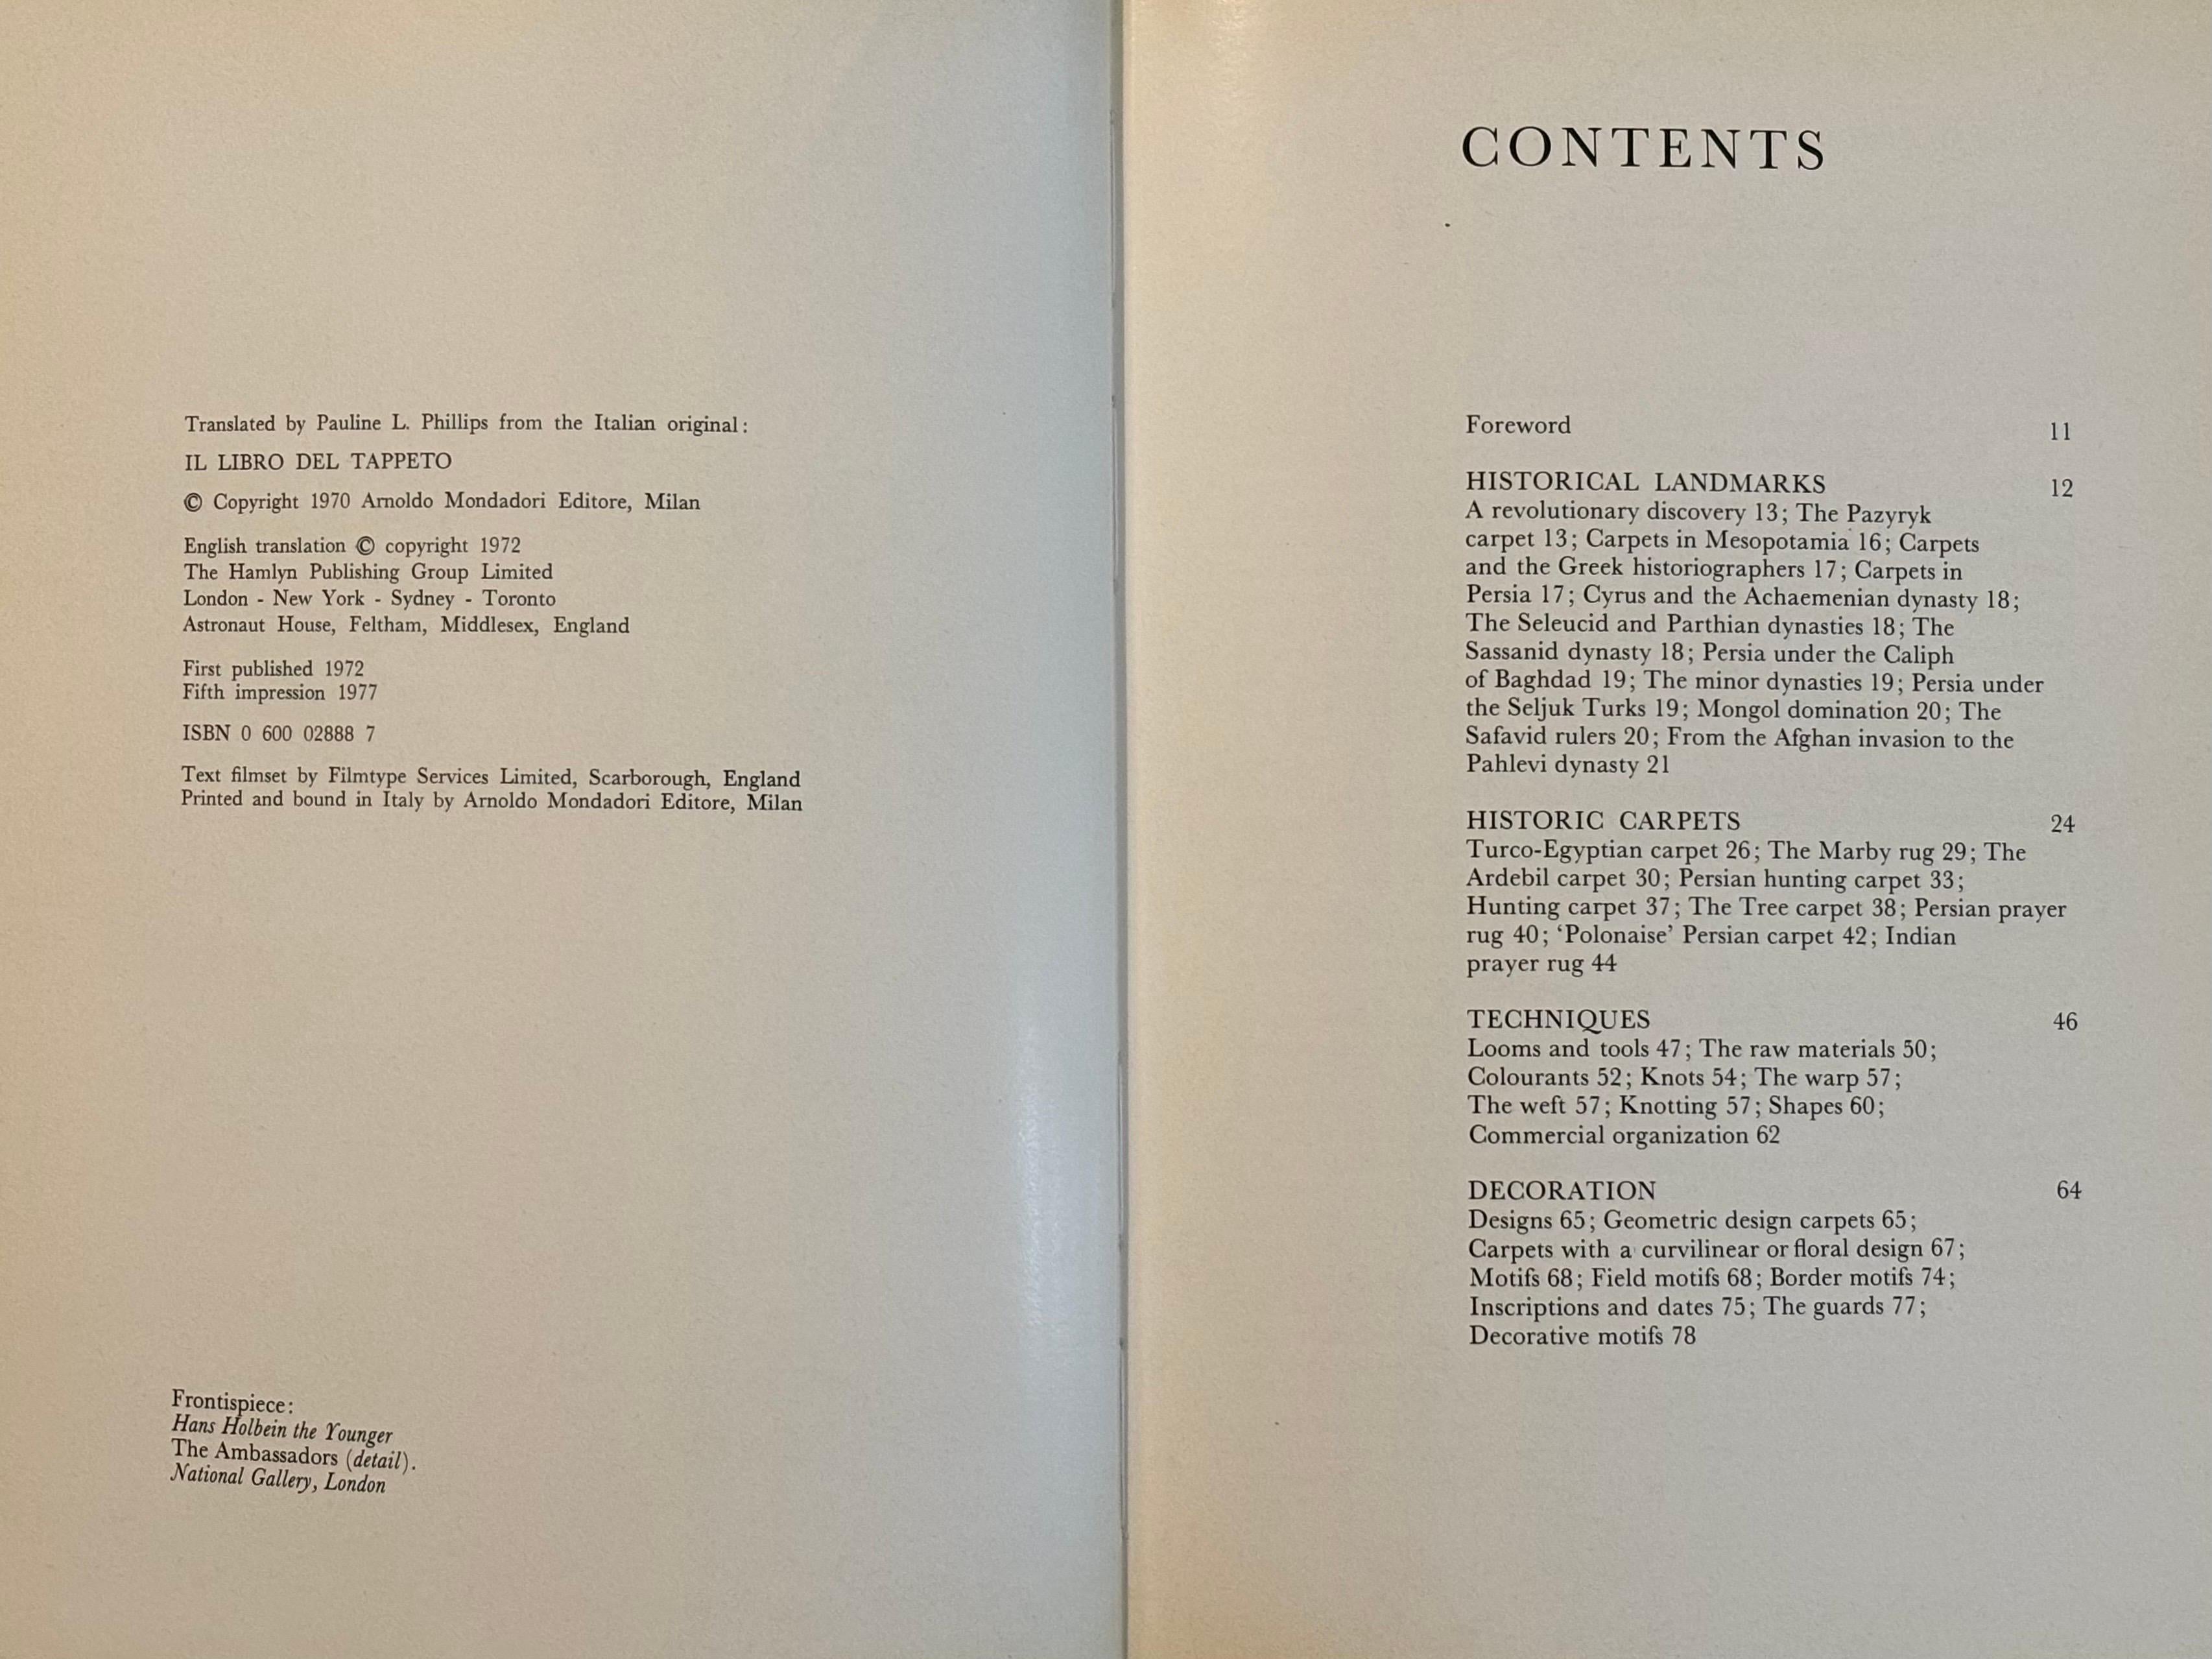 Translated by Pauline L. Phillips from the Italian original:
IL LIBRO DEL TAPPETO
© Copyright 1970 Arnoldo Mondadori Editore, Milan
English translation © copyright 1972
The Hamlyn Publishing Group Limited
London - New York - Sydney - Toronto
Astronaut House, Feltham, Middlesex, England
First published 1972
Fifth impression 1977
ISBN 0 600 02888 7
Text filmset by Filmtype Services Limited, Scarborough, England
Printed and bound in Italy by Arnoldo Mondadori Editore, Milan
Frontispiece:
Hans Holbein the Younger
The Ambassadors (detail).
National Gallery, London
CONTENTS
Foreword 11
HISTORICAL LANDMARKS 12
A revolutionary discovery 13; The Pazyryk
carpet 13; Carpets in Mesopotamia 16; Carpets
and the Greek historiographers 17; Carpets in
Persia 17; Cyrus and the Achaemenian dynasty 18;
The Seleucid and Parthian dynasties 18; The
Sassanid dynasty 18; Persia under the Caliph
of Baghdad 19; The minor dynasties 19; Persia under
the Seljuk Turks 19; Mongol domination 20; The
Safavid rulers 20; From the Afghan invasion to the
Pahlevi dynasty 21
HISTORIC CARPETS 24
Turco-Egyptian carpet 26; The Marby rug 29; The
Ardebil carpet 30; Persian hunting carpet 33;
Hunting carpet 37; The Tree carpet 38; Persian prayer
rug 40; ‘Polonaise’ Persian carpet 42; Indian
prayer rug 44
TECHNIQUES 46
Looms and tools 47; The raw materials 50;
Colourants 52; Knots 54; The warp 57;
The weft 57; Knotting 57; Shapes 60;
Commercial organization 62
DECORATION 64
Designs 65; Geometric design carpets 65;
Carpets with a curvilinear or floral design 67;
Motifs 68; Field motifs 68; Border motifs 74;
Inscriptions and dates 75; The guards 77;
Decorative motifs 78